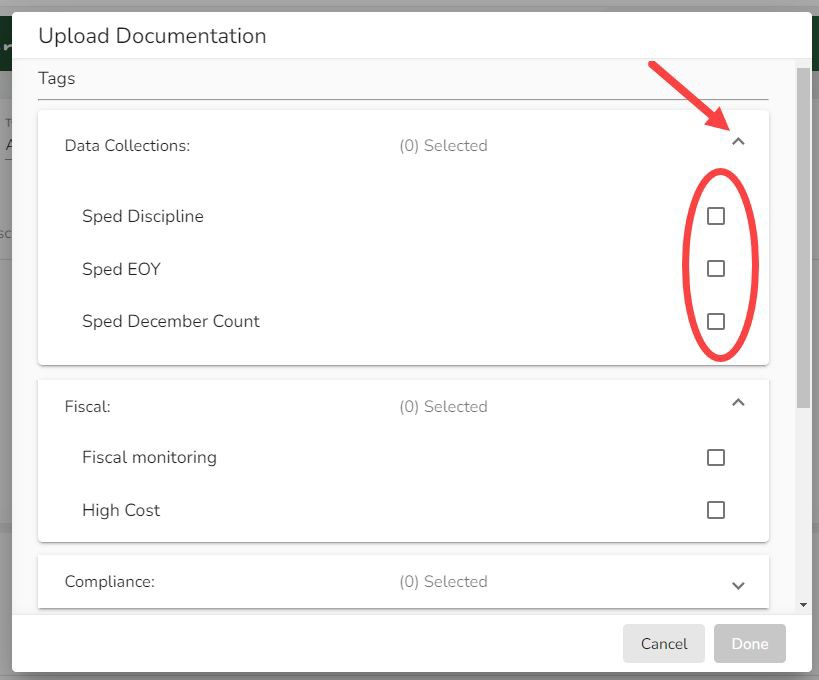 Upload Documentation
Tags
Data Collections: (0) Selected
Sped Discipline
Sped EOY
Sped December Count
Fiscal: (0) Selected
Fiscal monitoring
High Cost
Compliance: (0) Selected
Cancel Done